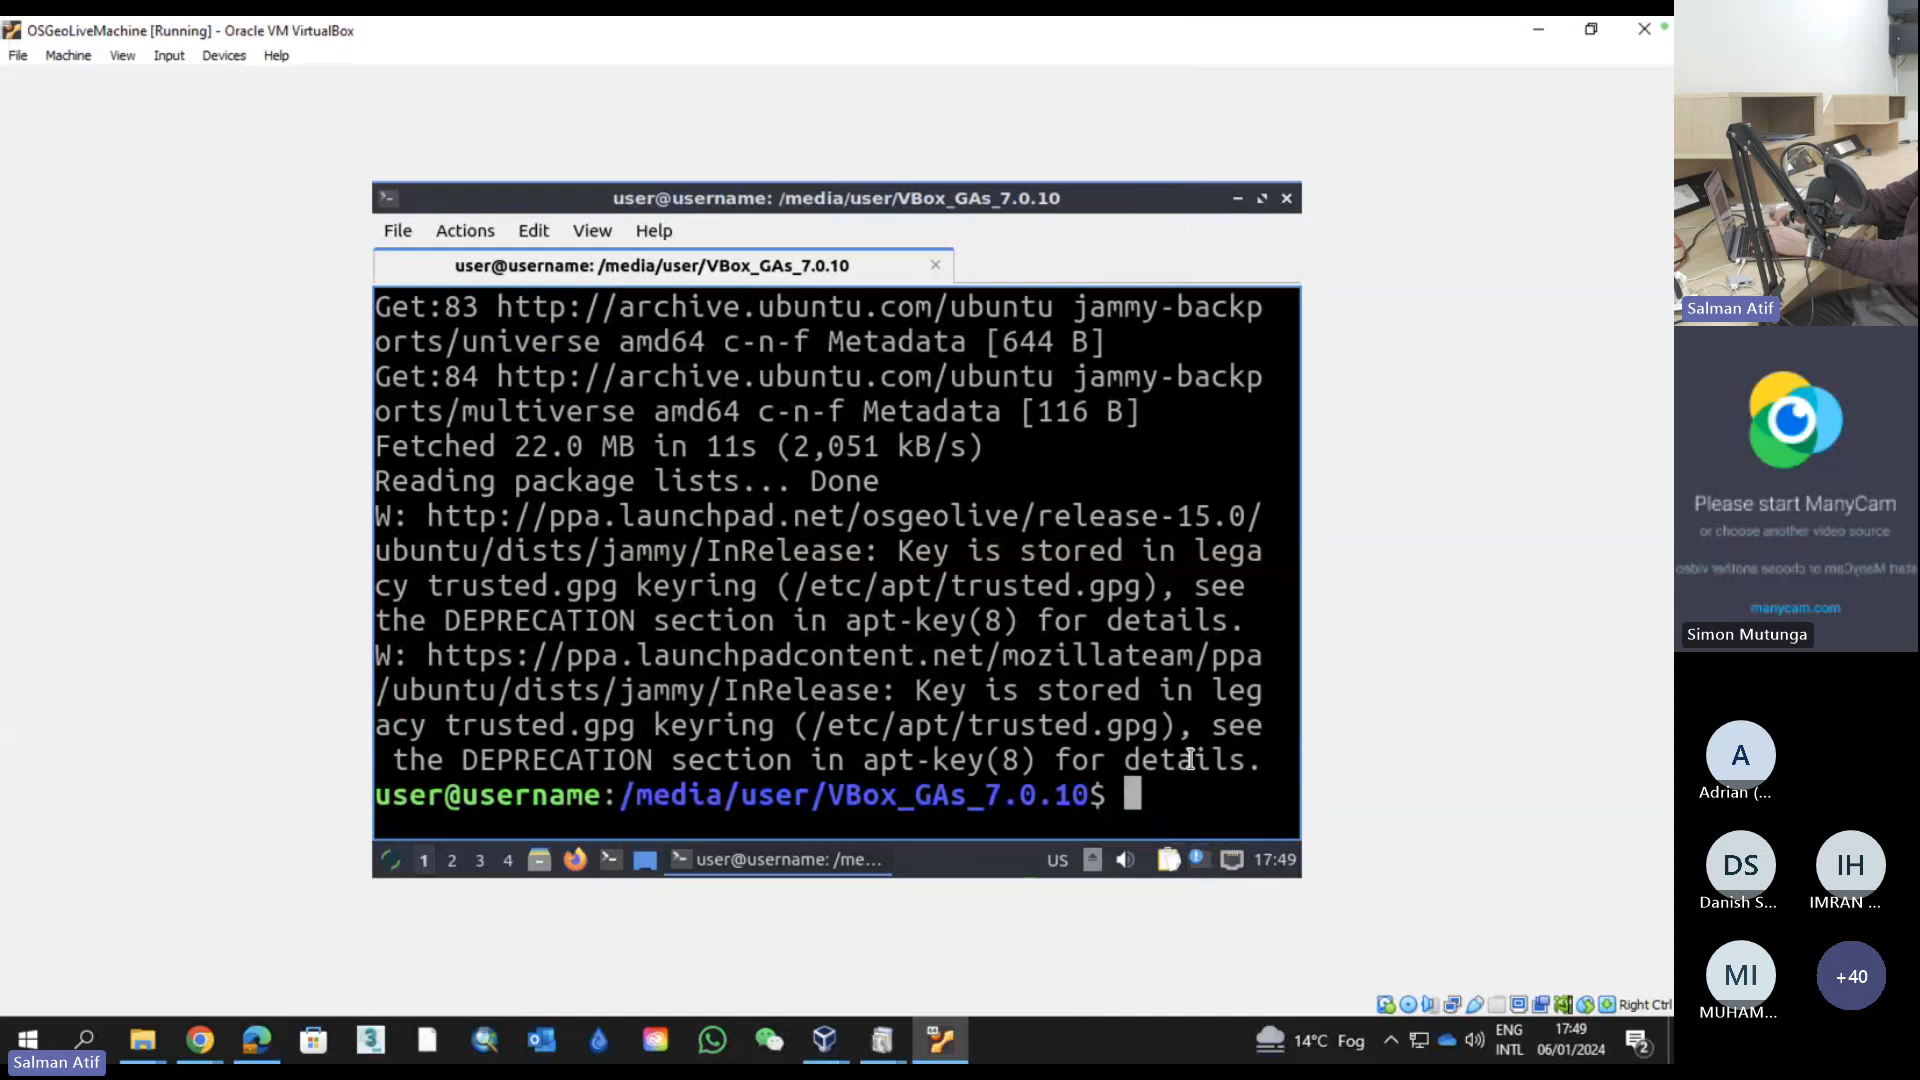 OSGeoLiveMachine [Running] - Oracle VM VirtualBox
File Machine View Input Devices Help
user@username: /media/user/VBox_GAs_7.0.10
File Actions Edit View Help
user@username: /media/user/VBox_GAs_7.0.10
Get:83 http://archive.ubuntu.com/ubuntu jammy-backp
orts/universe amd64 c-n-f Metadata [644 B]
Get:84 http://archive.ubuntu.com/ubuntu jammy-backp
orts/multiverse amd64 c-n-f Metadata [116 B]
Fetched 22.0 MB in 11s (2,051 kB/s)
Reading package lists... Done
W: http://ppa.launchpad.net/osgeolive/release-15.0/
ubuntu/dists/jammy/InRelease: Key is stored in lega
cy trusted.gpg keyring (/etc/apt/trusted.gpg), see
the DEPRECATION section in apt-key(8) for details.
W: https://ppa.launchpadcontent.net/mozillateam/ppa
/ubuntu/dists/jammy/InRelease: Key is stored in leg
acy trusted.gpg keyring (/etc/apt/trusted.gpg), see
the DEPRECATION section in apt-key(8) for details.
user@username:/media/user/VBox_GAs_7.0.10$
1 2 3 4 user@username: /me... US 17:49
Right Ctrl
14°C Fog ENG INTL 17:49 06/01/2024 2
Salman Atif
Salman Atif
Please start ManyCam
or choose another video source
manycam.com
Simon Mutunga
A
Adrian (...
DS
Danish S...
IH
IMRAN ...
MI
MUHAM...
+40